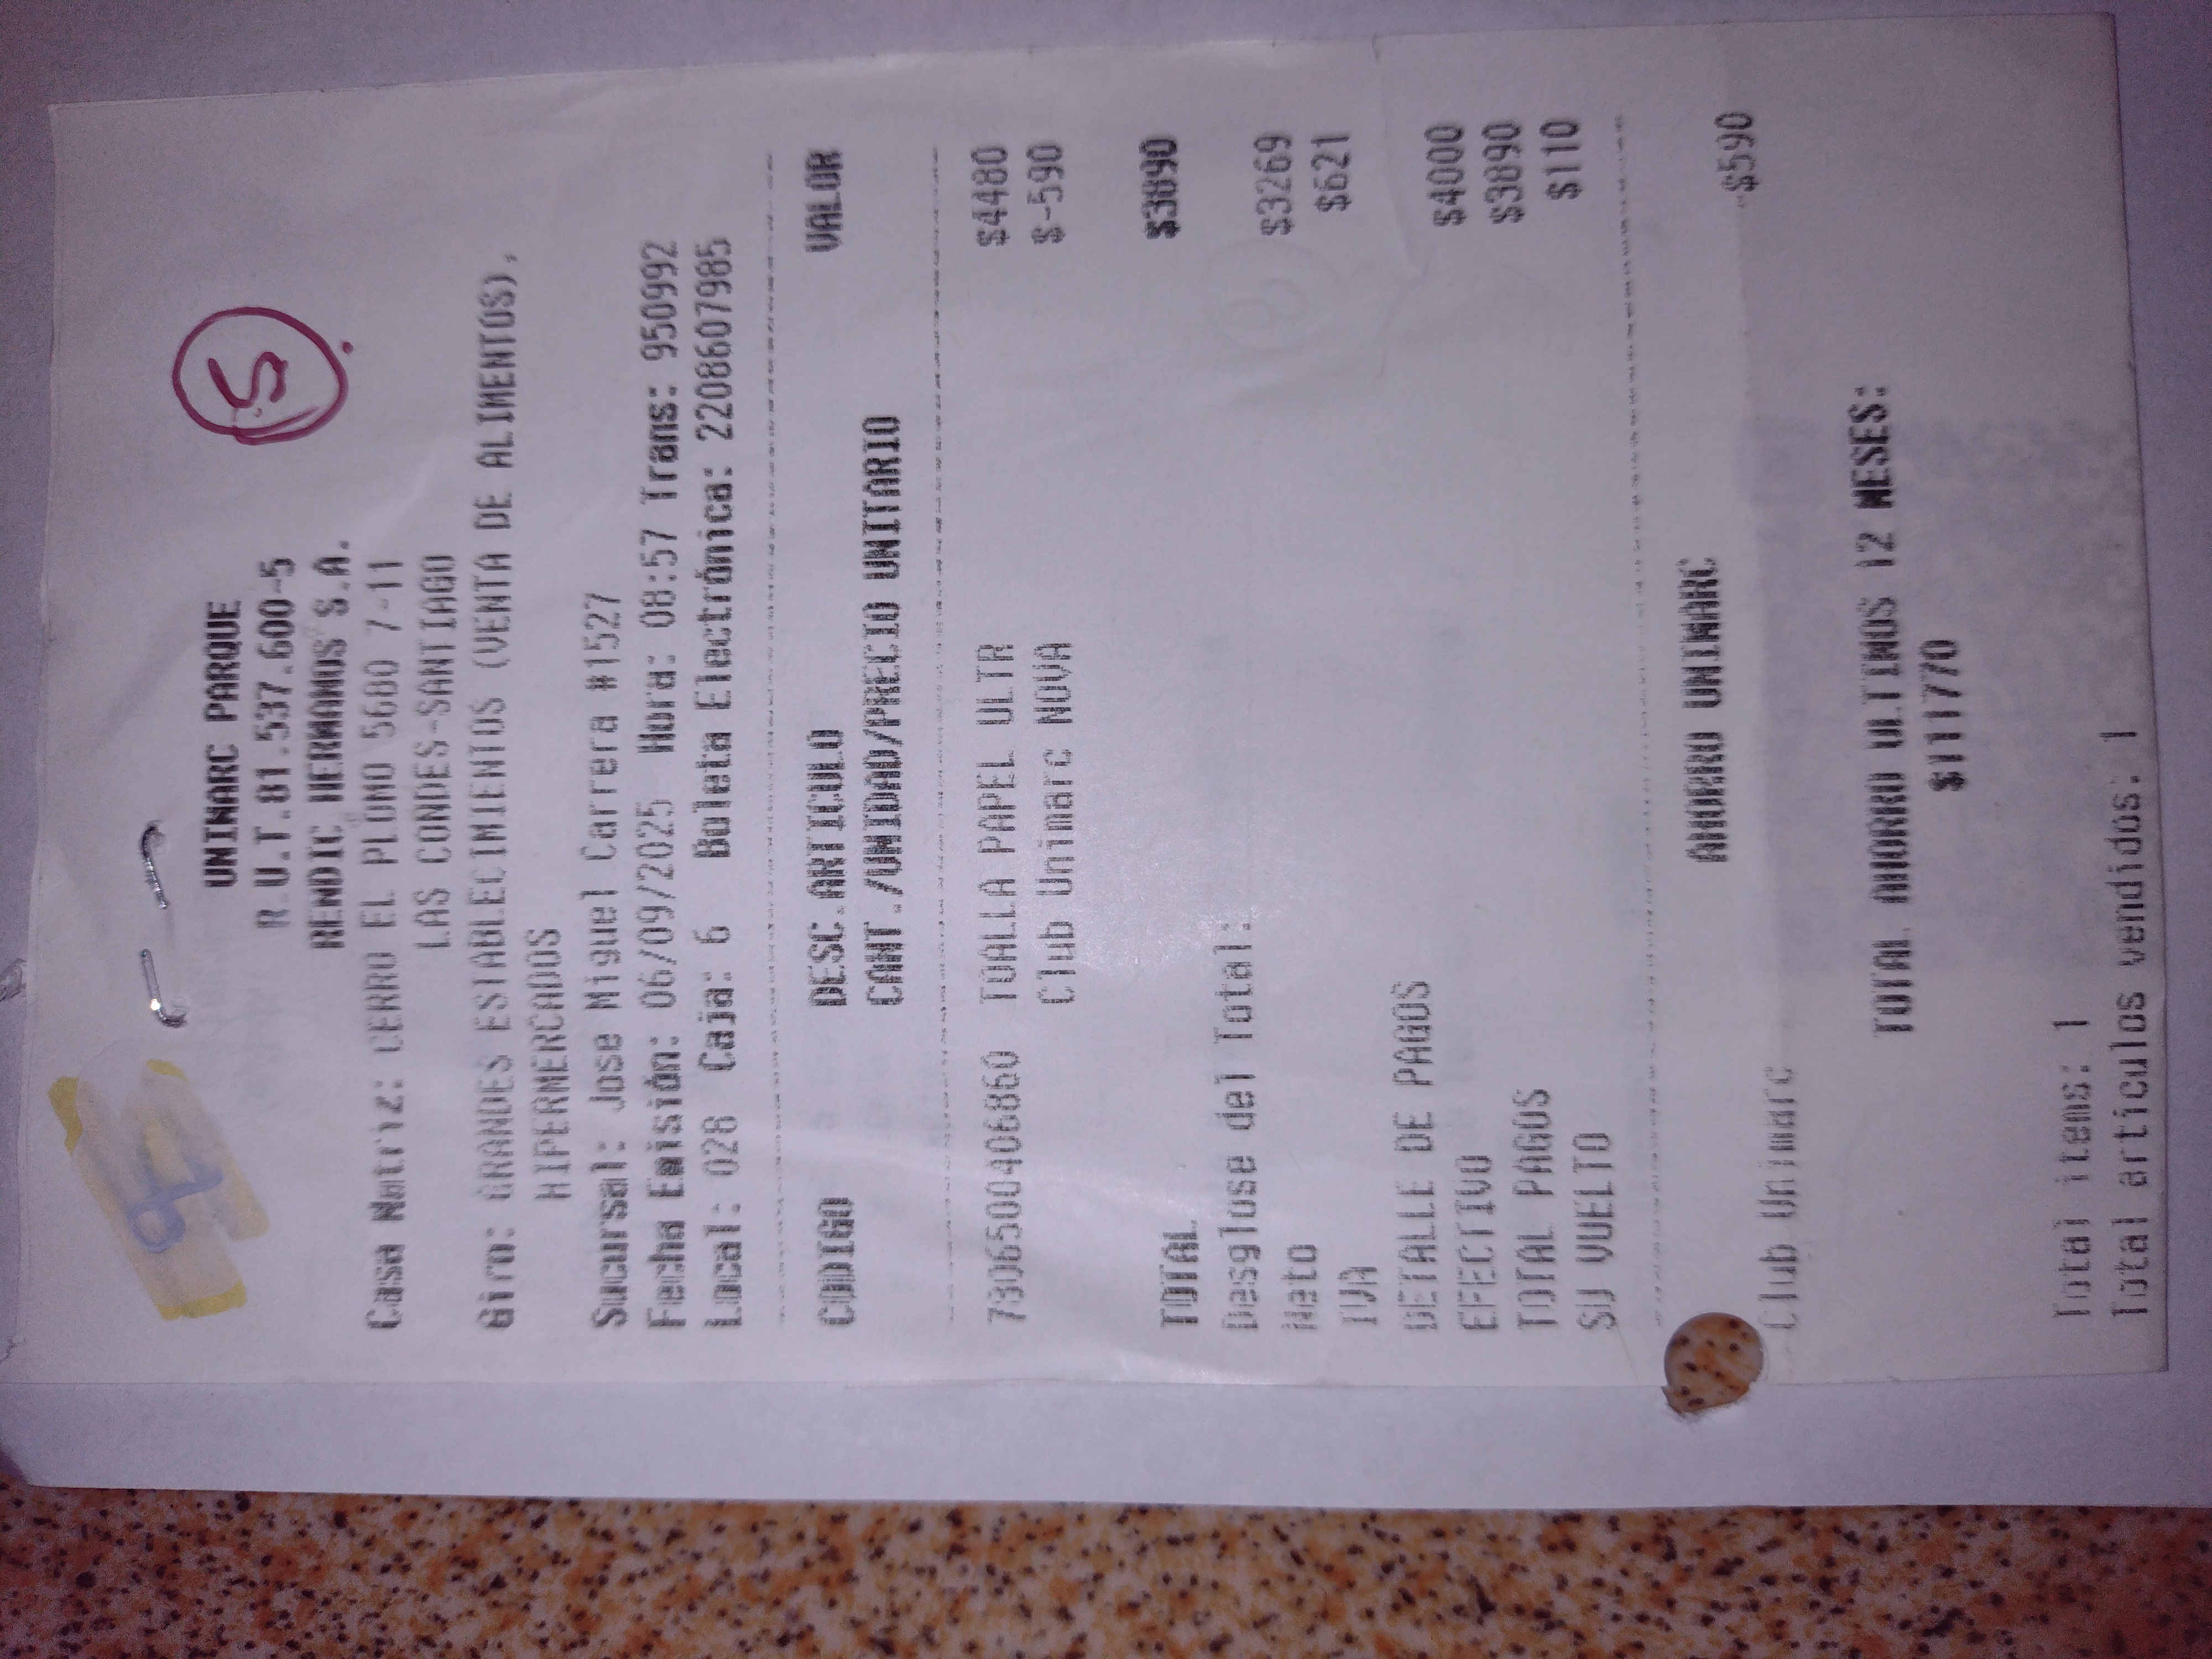 5.
UNIMARC PARQUE
R.U.T.81.537.600-5
RENDIC HERMANOS S.A.
Casa Matriz: CERRO EL PLOMO 5680 7-11
LAS CONDES-SANTIAGO
Giro: GRANDES ESTABLECIMIENTOS (VENTA DE ALIMENTOS),
HIPERMERCADOS
Sucursal: Jose Miguel Carrera #1527
Fecha Emisión: 06/09/2025 Hora: 08:57 Trans: 950992
Local: 028 Caja: 6 Boleta Electrónica: 2208607985
CODIGO DESC.ARTICULO VALOR
CANT./UNIDAD/PRECIO UNITARIO
7806500406860 TOALLA PAPEL ULTR $4480
Club Unimarc NOVA $-590
TOTAL $3890
Desglose del Total:
Neto $3269
IVA $621
DETALLE DE PAGOS
EFECTIVO $4000
TOTAL PAGOS $3890
SU VUELTO $110
AHORRO UNIMARC
Club Unimarc $590
TOTAL AHORRO ULTIMOS 12 MESES:
$111770
Total items: 1
Total articulos vendidos: 1